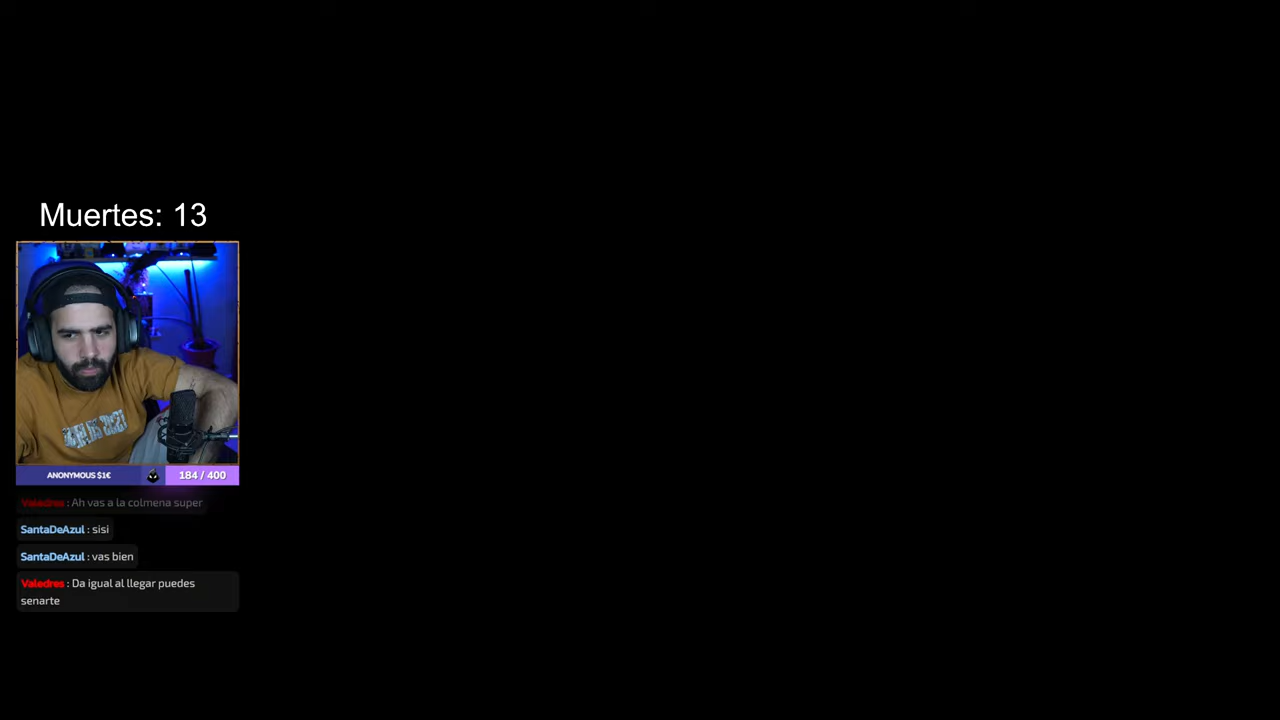 Muertes: 13
ANONYMOUS $1€
184 / 400
Valedres : Ah vas a la colmena super
SantaDeAzul : sisi
SantaDeAzul : vas bien
Valedres : Da igual al llegar puedes
senarte